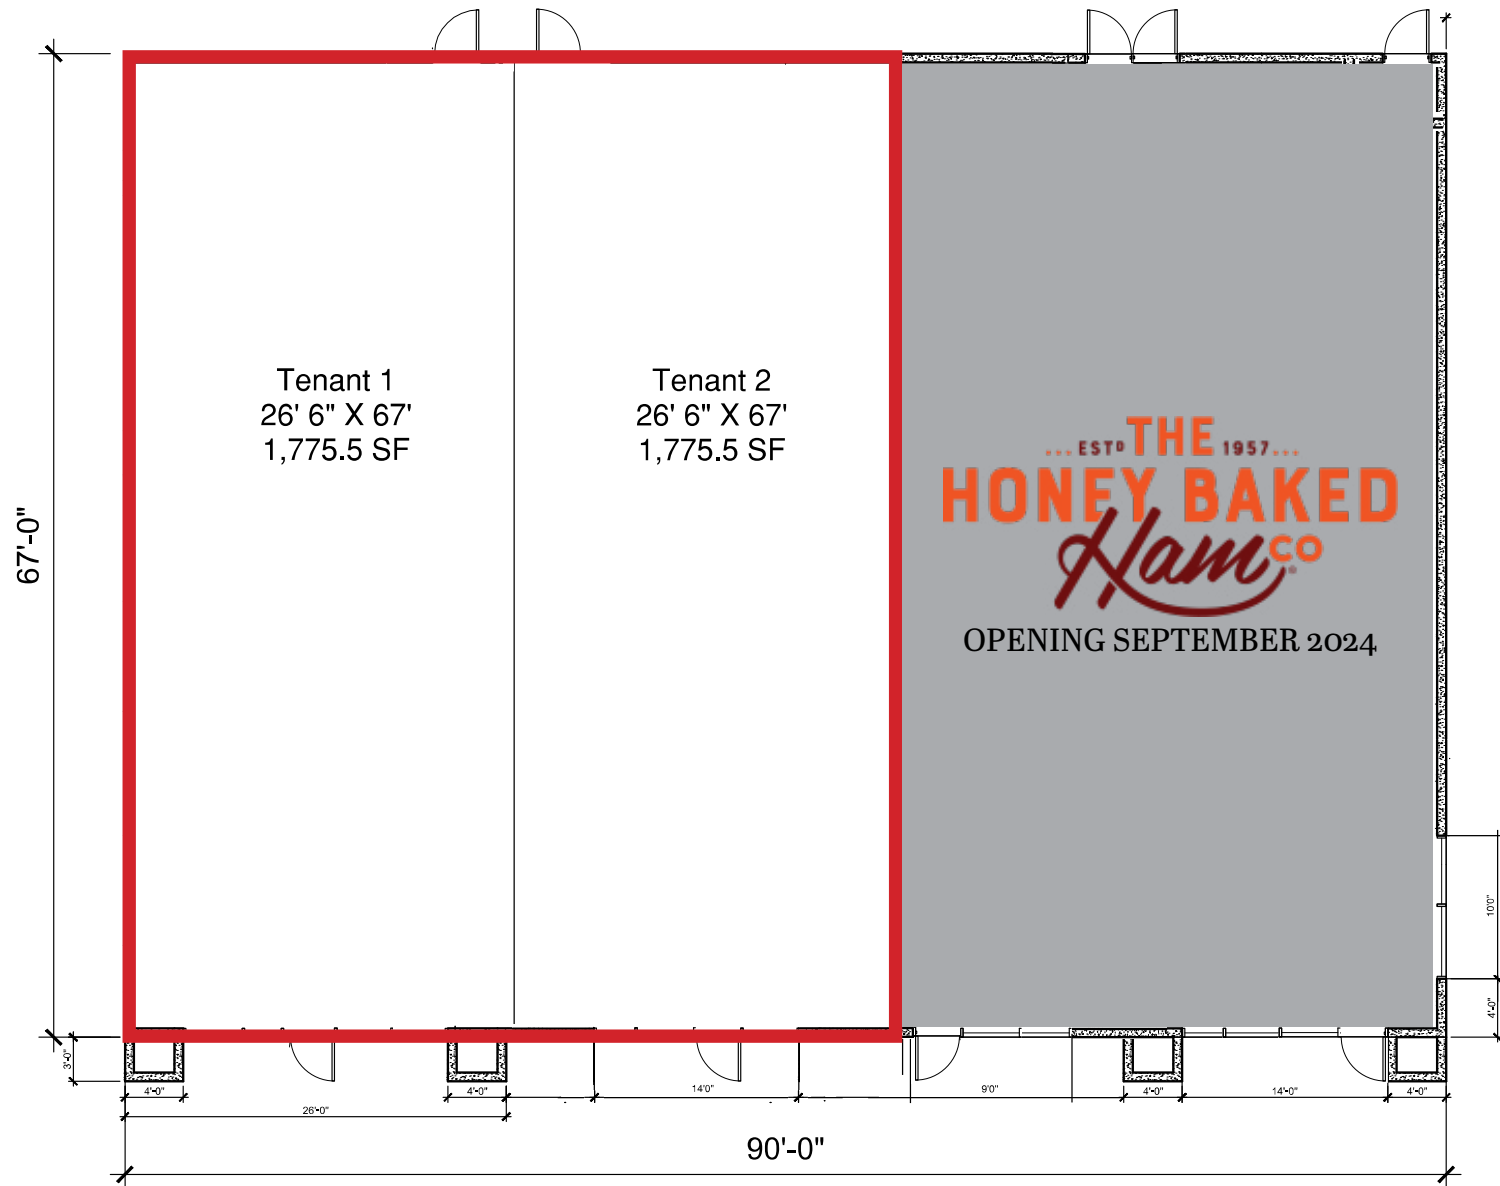 67'-0"
Tenant 1
26' 6" X 67'
1,775.5 SF
Tenant 2
26' 6" X 67'
1,775.5 SF
...ESTD THE 1957...
HONEY BAKED
Ham CO®
OPENING SEPTEMBER 2024
10'0"
4'-0"
3'-0"
4'-0"
4'-0"
14'0"
9'0"
4'-0"
14'-0"
4'-0"
26'-0"
90'-0"